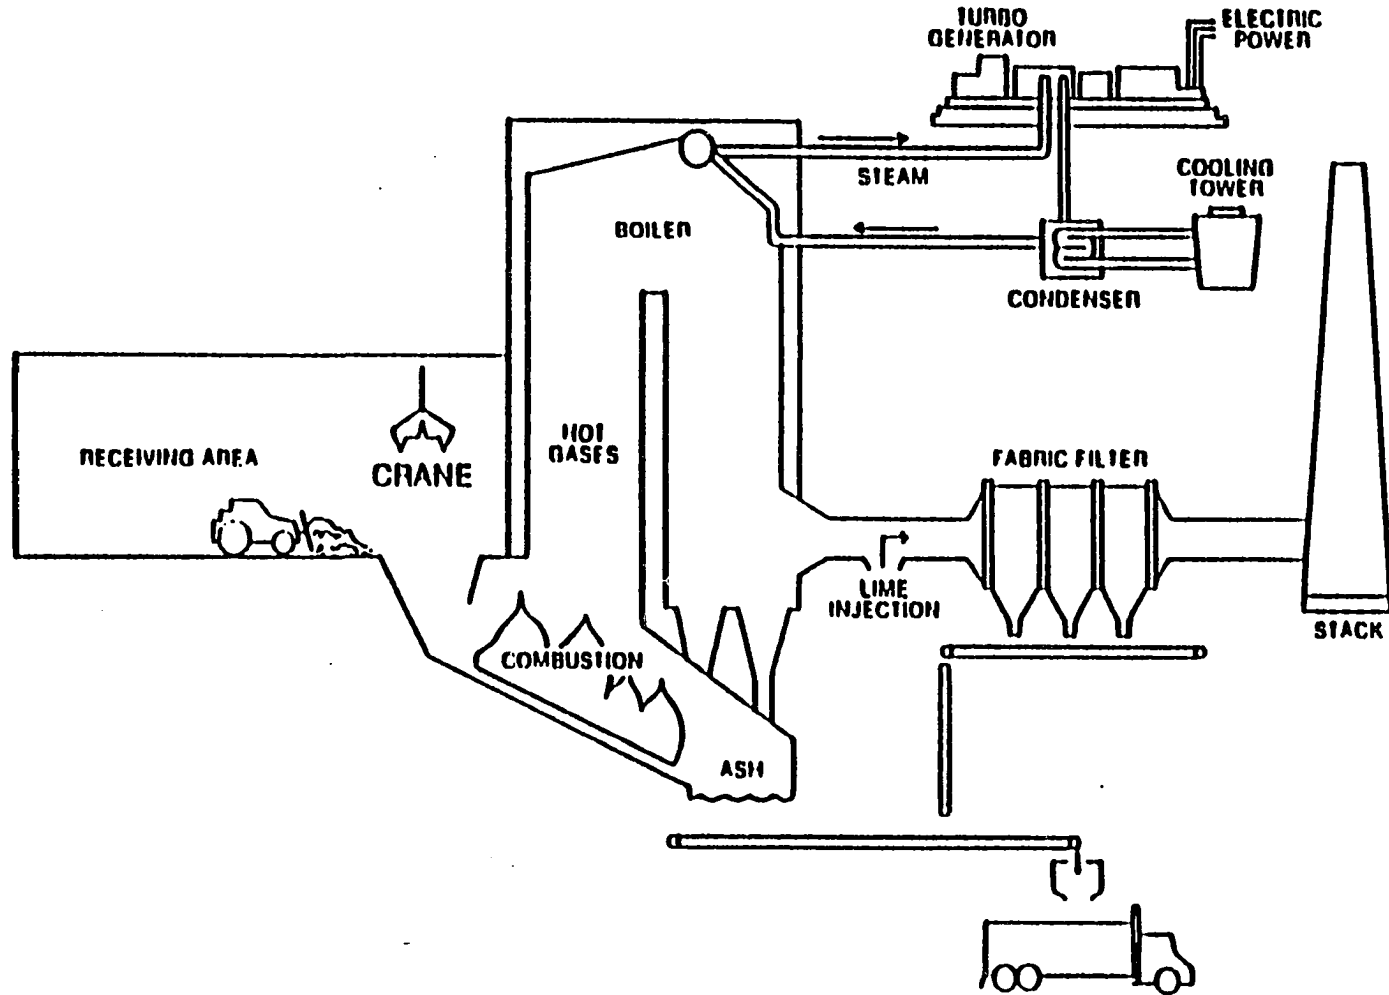 TURBO
GENERATOR
ELECTRIC
POWER
STEAM
COOLING
TOWER
BOILER
CONDENSER
RECEIVING AREA
CRANE
HOT
GASES
FABRIC FILTER
LIME
INJECTION
STACK
COMBUSTION
ASH